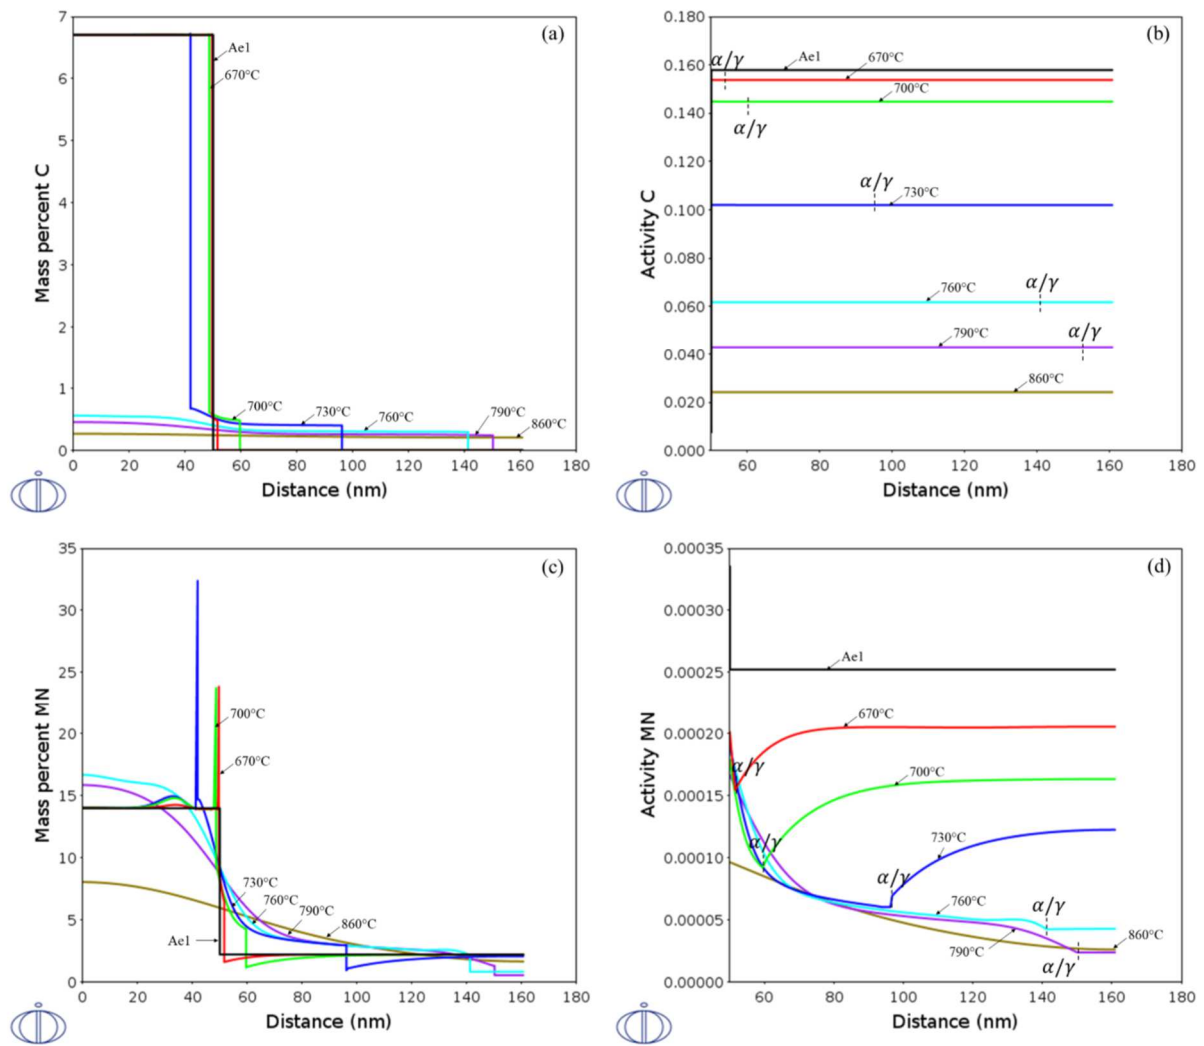 (a)
7
6
5
4
3
2
1
0
Mass percent C
Ae1
670°C
700°C
730°C
760°C
790°C
860°C
0 20 40 60 80 100 120 140 160 180
Distance (nm)
(b)
0.180
0.160
0.140
0.120
0.100
0.080
0.060
0.040
0.020
0.000
Activity C
α/γ
Ae1
670°C
700°C
α/γ
α/γ
730°C
760°C
α/γ
790°C
α/γ
860°C
60 80 100 120 140 160 180
Distance (nm)
(c)
35
30
25
20
15
10
5
0
Mass percent MN
700°C
670°C
730°C
760°C
790°C
860°C
Ae1
0 20 40 60 80 100 120 140 160 180
Distance (nm)
(d)
0.00035
0.00030
0.00025
0.00020
0.00015
0.00010
0.00005
0.00000
Activity MN
Ae1
670°C
α/γ
700°C
α/γ
730°C
α/γ
760°C
α/γ
790°C
α/γ
860°C
60 80 100 120 140 160 180
Distance (nm)